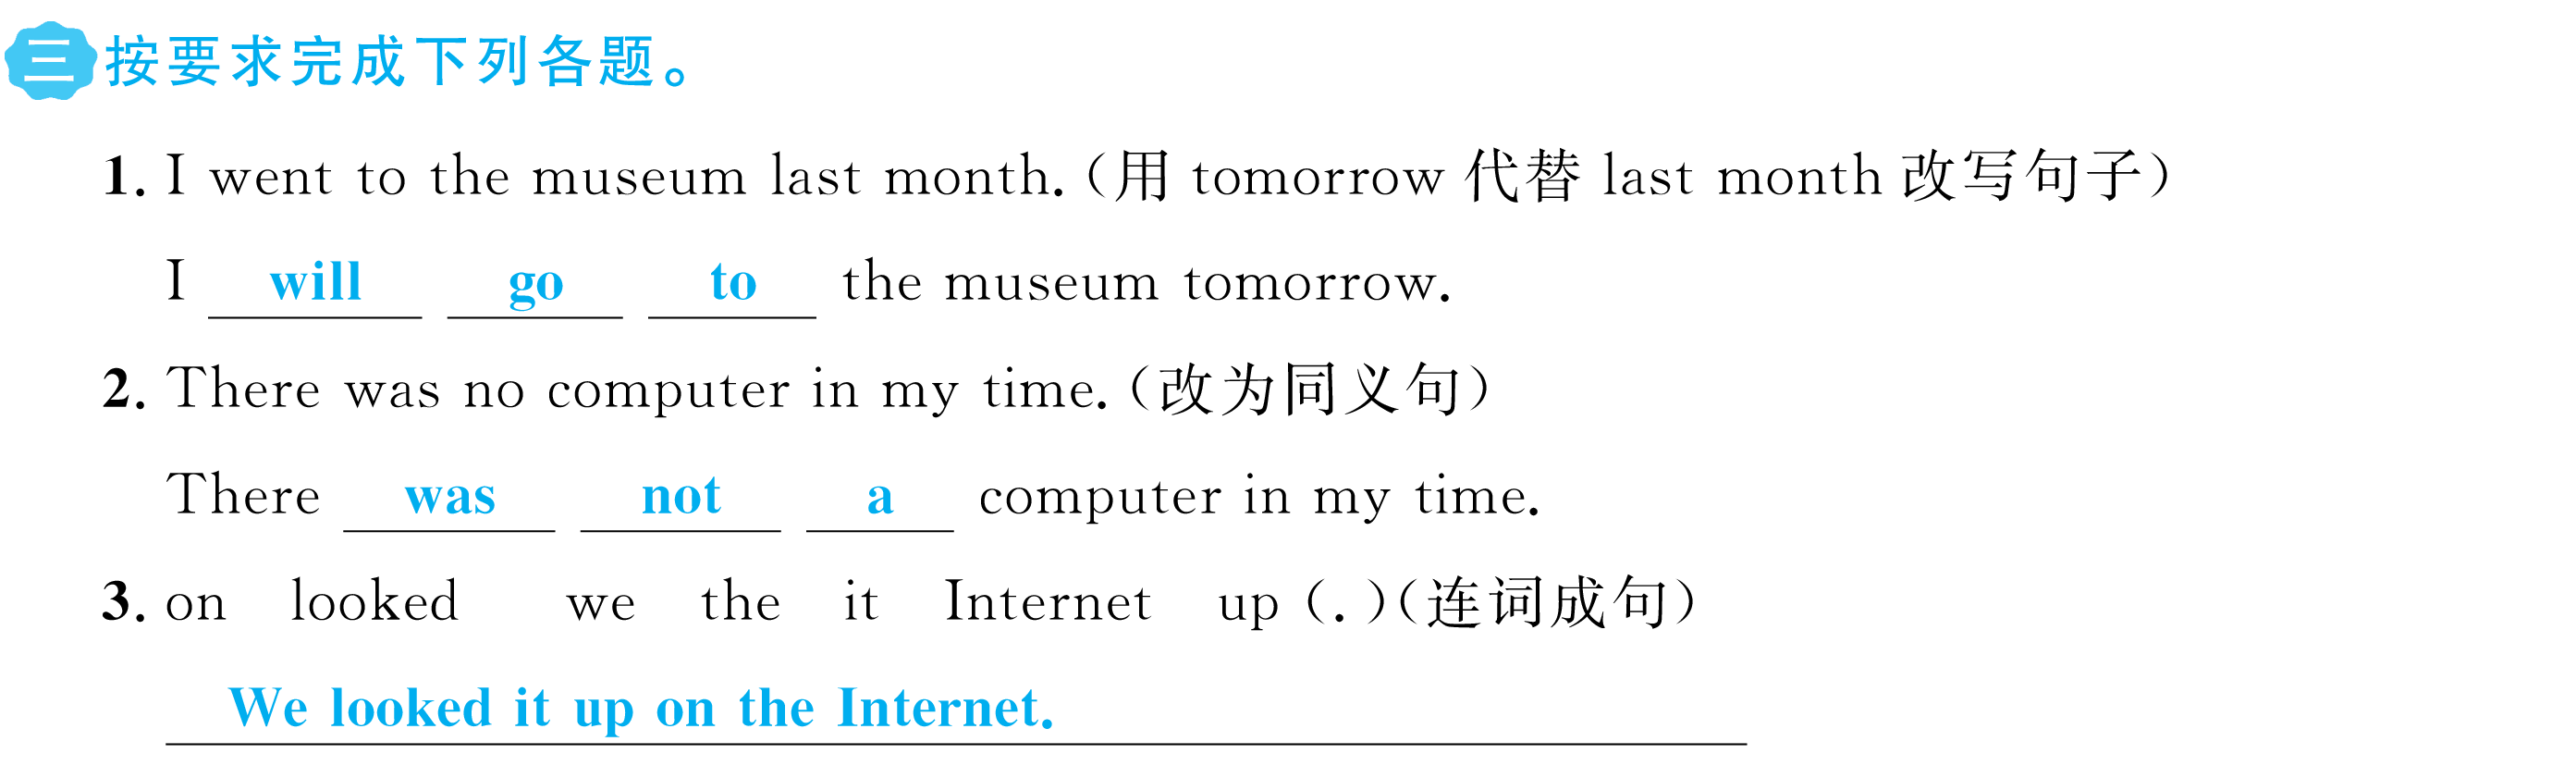 三 按要求完成下列各题。
1. I went to the museum last month.(用 tomorrow 代替 last month 改写句子)
I will go to the museum tomorrow.
2. There was no computer in my time.(改为同义句)
There was not a computer in my time.
3. on looked we the it Internet up (.)(连词成句)
We looked it up on the Internet.